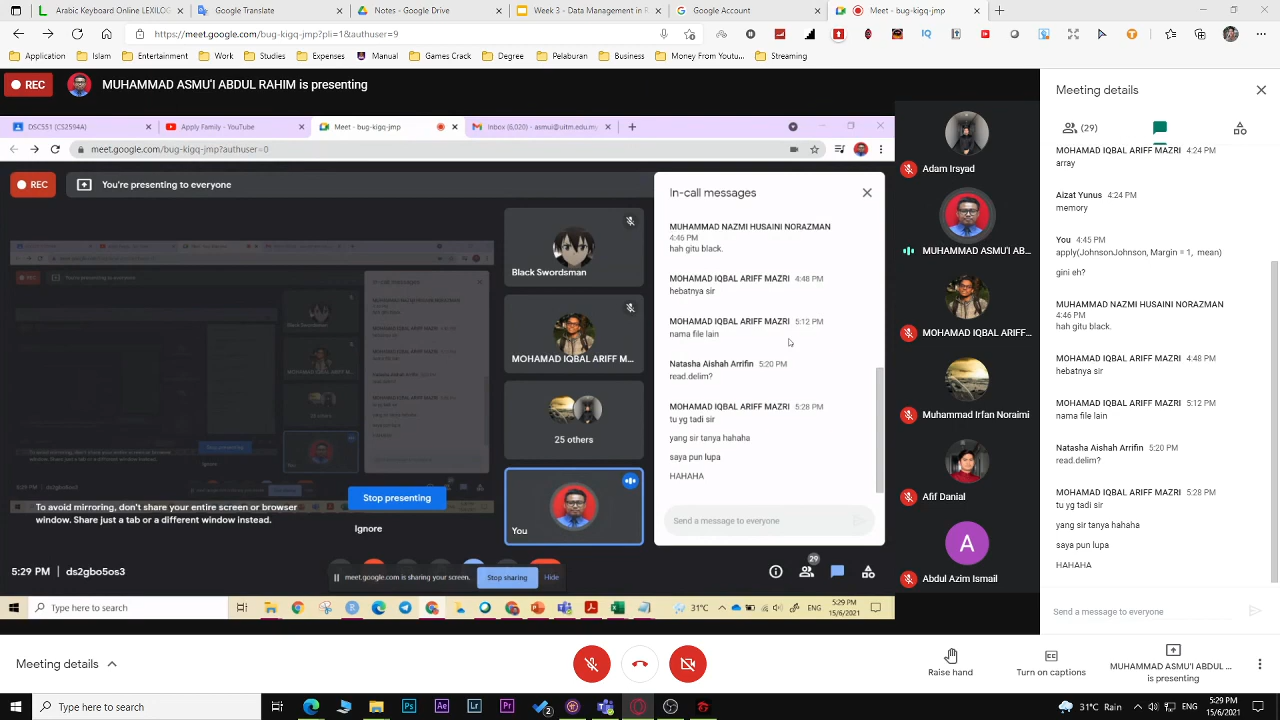 Arabic Keyboard Online LEXILOG
Classes
Notes - Google Drive
Week 3 - Data Management in R
Google Docs
Meet - bug-kigq-jmp
https://meet.google.com/bug-kigq-jmp?pli=1&authuser=9
Application
Anime
Islam
Entertainment
Work
Studies
Business
Manuals
Economy
Crafting
Pelaburan
Magazine
Streaming
REC
MUHAMMAD ASMU'I ABDUL RAHIM is presenting
DSC551 (CS2594A)
Apply Family - YouTube
Meet - bug-kigq-jmp
Inbox (6,020) - asmui@uitm.edu.m
meet.google.com/bug-kigq-jmp?authuser=0
REC
You're presenting to everyone
Black Swordsman
MOHAMAD IQBAL ARIFF M...
25 others
You
Stop presenting
To avoid mirroring, don't share your entire screen or browser
window. Share just a tab or a different window instead.
Ignore
5:29 PM | ds2gbo5os3
meet.google.com is sharing your screen.
Stop sharing
Hide
In-call messages
MUHAMMAD NAZMI HUSAINI NORAZMAN
4:46 PM
hah gitu black.
MOHAMAD IQBAL ARIFF MAZRI 4:48 PM
hebatnya sir
MOHAMAD IQBAL ARIFF MAZRI 5:12 PM
nama file lain
Natasha Aishah Arrifin 5:20 PM
read.delim?
MOHAMAD IQBAL ARIFF MAZRI 5:28 PM
tu yg tadi sir
yang sir tanya hahaha
saya pun lupa
HAHAHA
Send a message to everyone
29
Type here to search
31°C
ENG
5:29 PM
15/6/2021
Adam Irsyad
MUHAMMAD ASMU'I AB...
MOHAMAD IQBAL ARIFF...
Muhammad Irfan Noraimi
Afif Danial
A
Abdul Azim Ismail
Meeting details
(29)
MOHAMAD IQBAL ARIFF MAZRI 4:24 PM
array
Aizat Yunus 4:24 PM
memory
You 4:45 PM
apply(JohnsonJohnson, Margin = 1, mean)
gini eh?
MUHAMMAD NAZMI HUSAINI NORAZMAN
4:46 PM
hah gitu black.
MOHAMAD IQBAL ARIFF MAZRI 4:48 PM
hebatnya sir
MOHAMAD IQBAL ARIFF MAZRI 5:12 PM
nama file lain
Natasha Aishah Arrifin 5:20 PM
read.delim?
MOHAMAD IQBAL ARIFF MAZRI 5:28 PM
tu yg tadi sir
yang sir tanya hahaha
saya pun lupa
HAHAHA
Send a message to everyone
Meeting details
Raise hand
Turn on captions
MUHAMMAD ASMU'I ABDUL ...
is presenting
Type here to search
31°C Rain
ENG
5:29 PM
15/6/2021